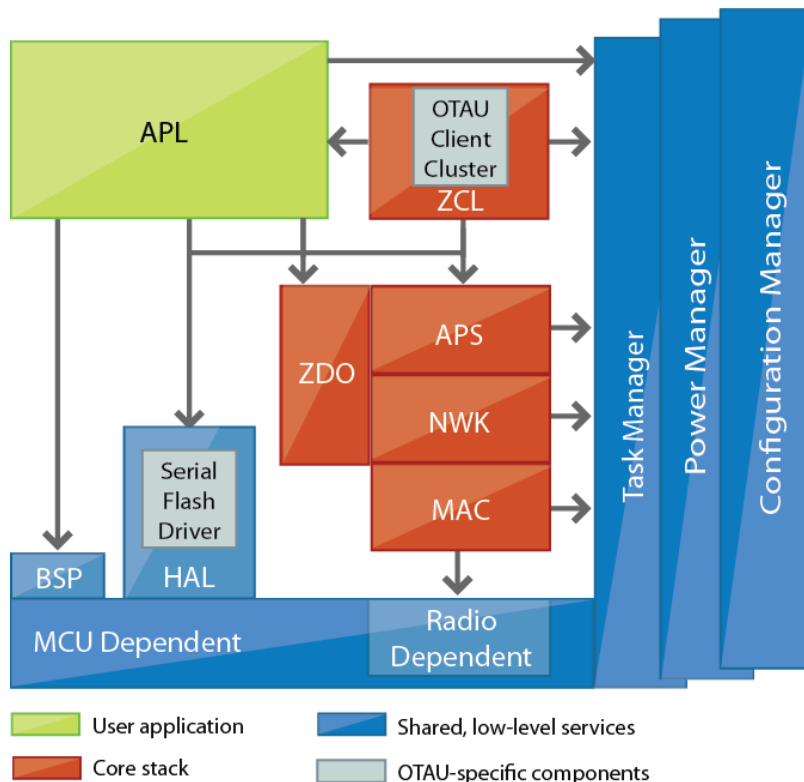 APL
OTAU
Client
Cluster
ZCL
ZDO
APS
NWK
MAC
Serial
Flash
Driver
HAL
BSP
MCU Dependent
Radio
Dependent
Task Manager
Power Manager
Configuration Manager
User application
Shared, low-level services
Core stack
OTAU-specific components